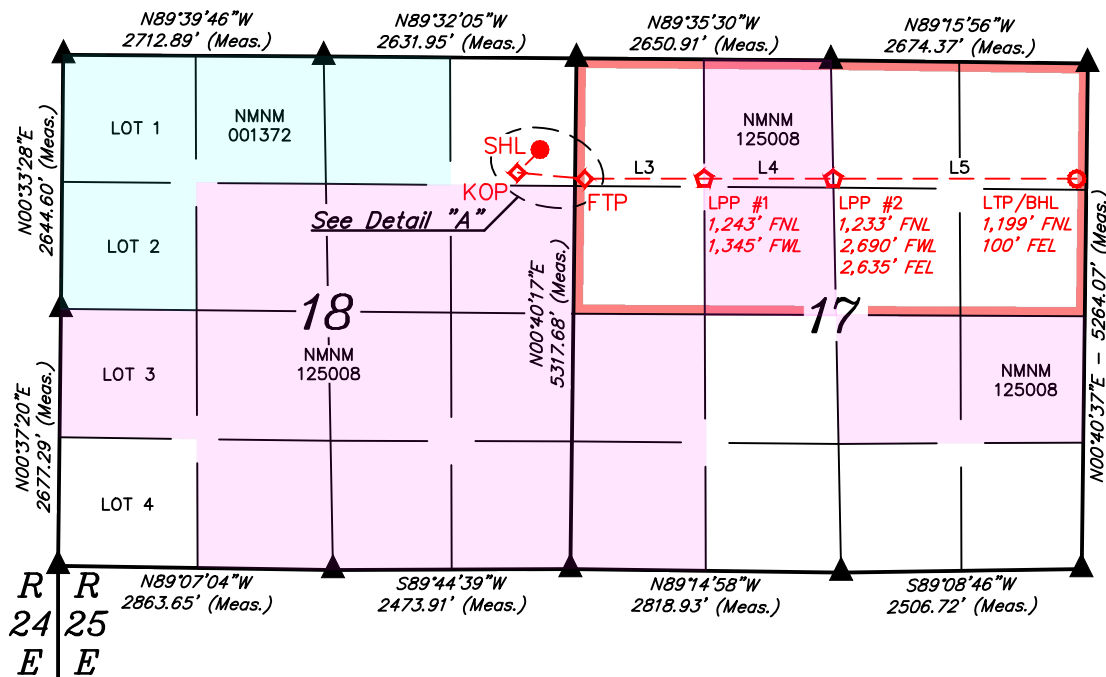 N89°39'46"W
2712.89' (Meas.)
N89°32'05"W
2631.95' (Meas.)
N89°35'30"W
2650.91' (Meas.)
N89°15'56"W
2674.37' (Meas.)
N00°33'28"E
2644.60' (Meas.)
LOT 1
NMNM
001372
NMNM
125008
SHL
KOP
FTP
L3
L4
L5
See Detail "A"
LOT 2
LPP #1
1,243' FNL
1,345' FWL
LPP #2
1,233' FNL
2,690' FWL
2,635' FEL
LTP/BHL
1,199' FNL
100' FEL
N00°40'17"E
5317.68' (Meas.)
18
17
NMNM
125008
LOT 3
NMNM
125008
N00°40'37"E - 5264.07' (Meas.)
N00°37'20"E
2677.29' (Meas.)
LOT 4
N89°07'04"W
2863.65' (Meas.)
S89°44'39"W
2473.91' (Meas.)
N89°14'58"W
2818.93' (Meas.)
S89°08'46"W
2506.72' (Meas.)
R R
24 25
E E